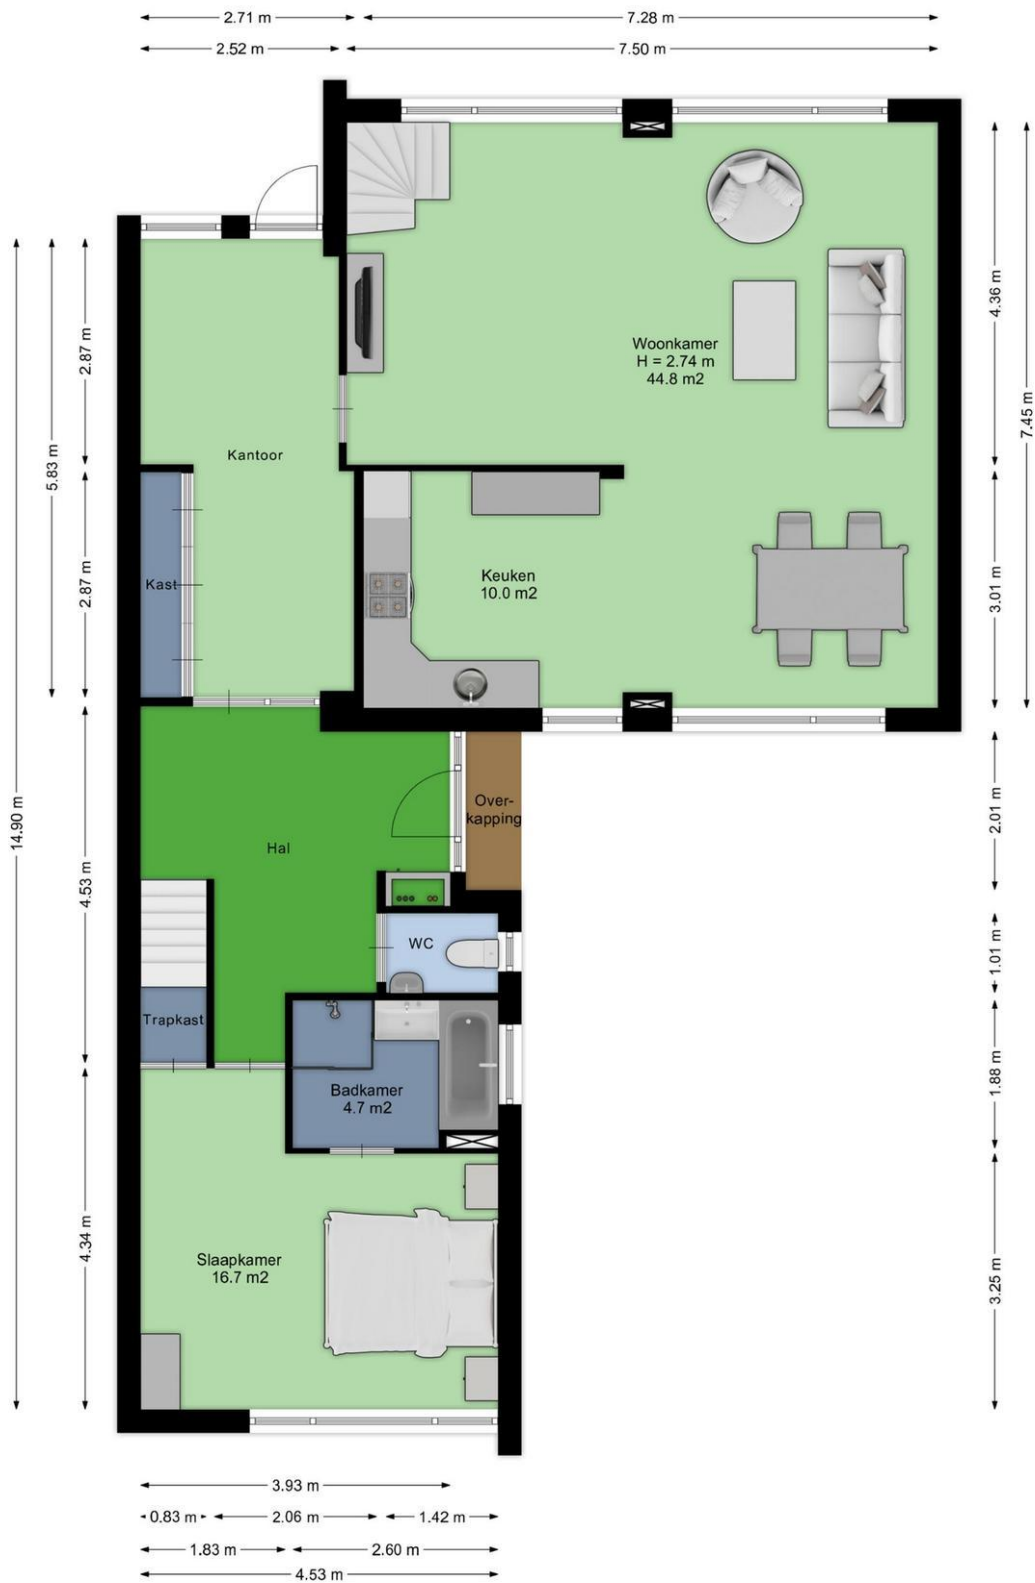 2.71 m
7.28 m
2.52 m
7.50 m
4.36 m
2.87 m
Woonkamer
H = 2.74 m
44.8 m2
7.45 m
5.83 m
Kantoor
Kast
2.87 m
Keuken
10.0 m2
3.01 m
14.90 m
2.01 m
Over-
kapping
Hal
4.53 m
WC
1.01 m
Trapkast
Badkamer
4.7 m2
1.88 m
4.34 m
Slaapkamer
16.7 m2
3.25 m
3.93 m
0.83 m
2.06 m
1.42 m
1.83 m
2.60 m
4.53 m